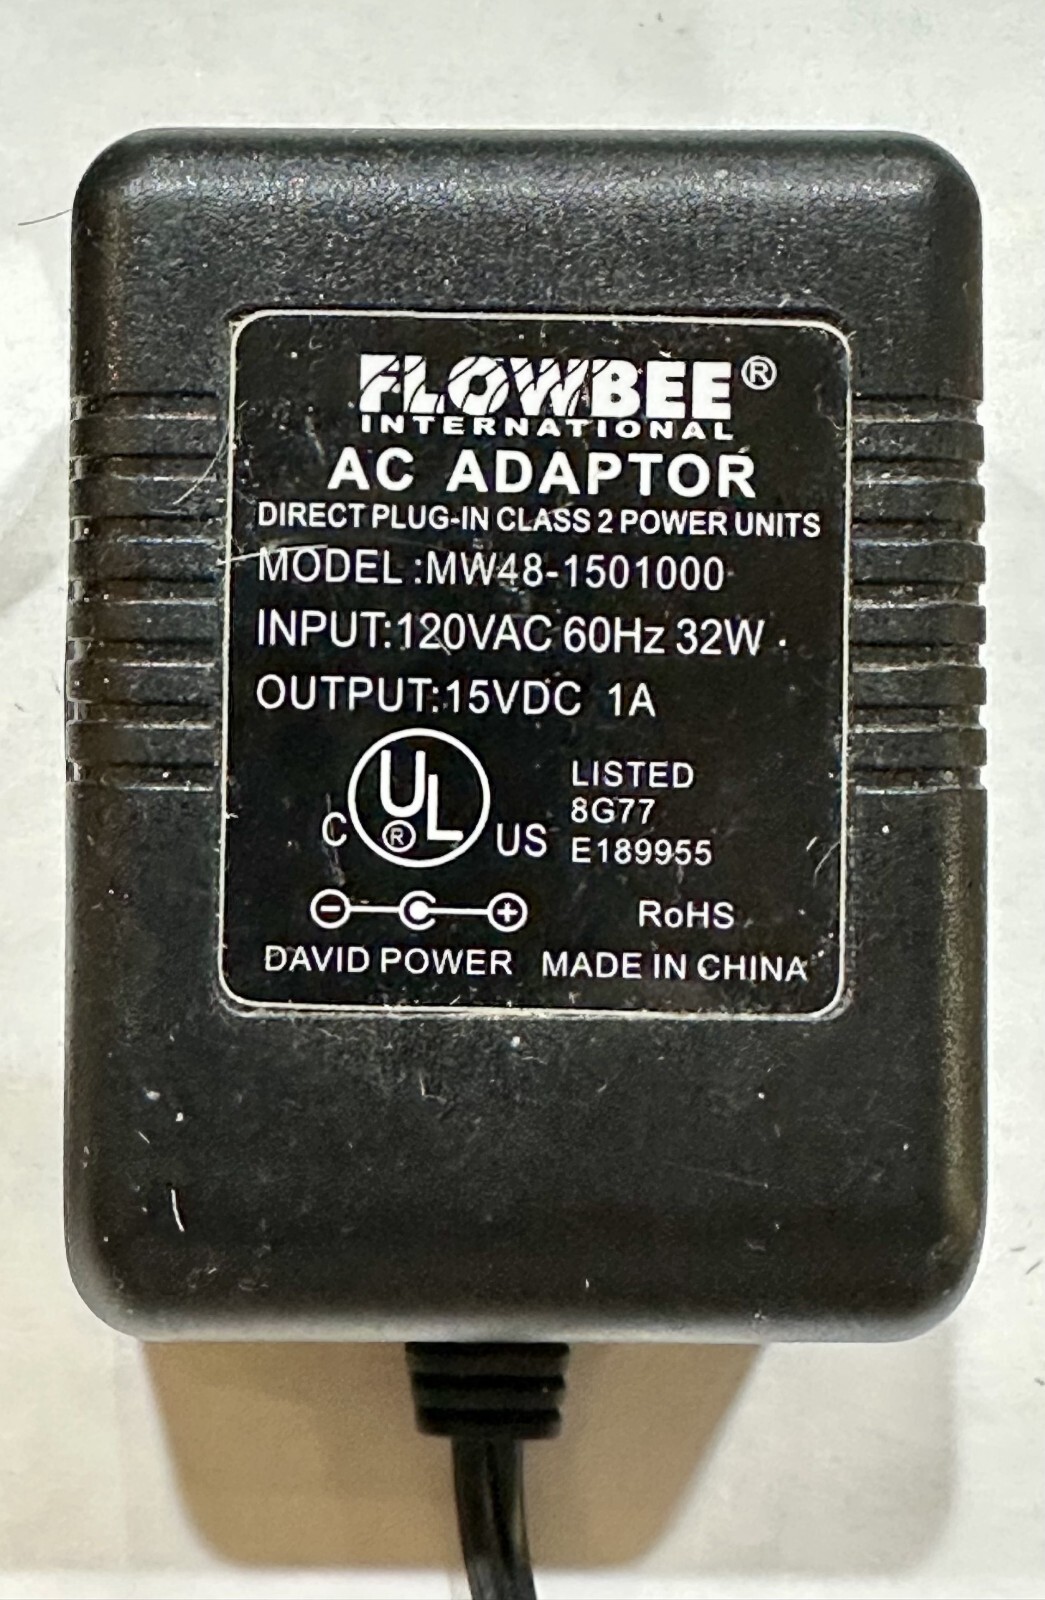 FLOWBEE®
INTERNATIONAL
AC ADAPTOR
DIRECT PLUG-IN CLASS 2 POWER UNITS
MODEL :MW48-1501000
INPUT:120VAC 60Hz 32W
OUTPUT:15VDC 1A
C UL® US
LISTED
8G77
E189955
RoHS
DAVID POWER MADE IN CHINA